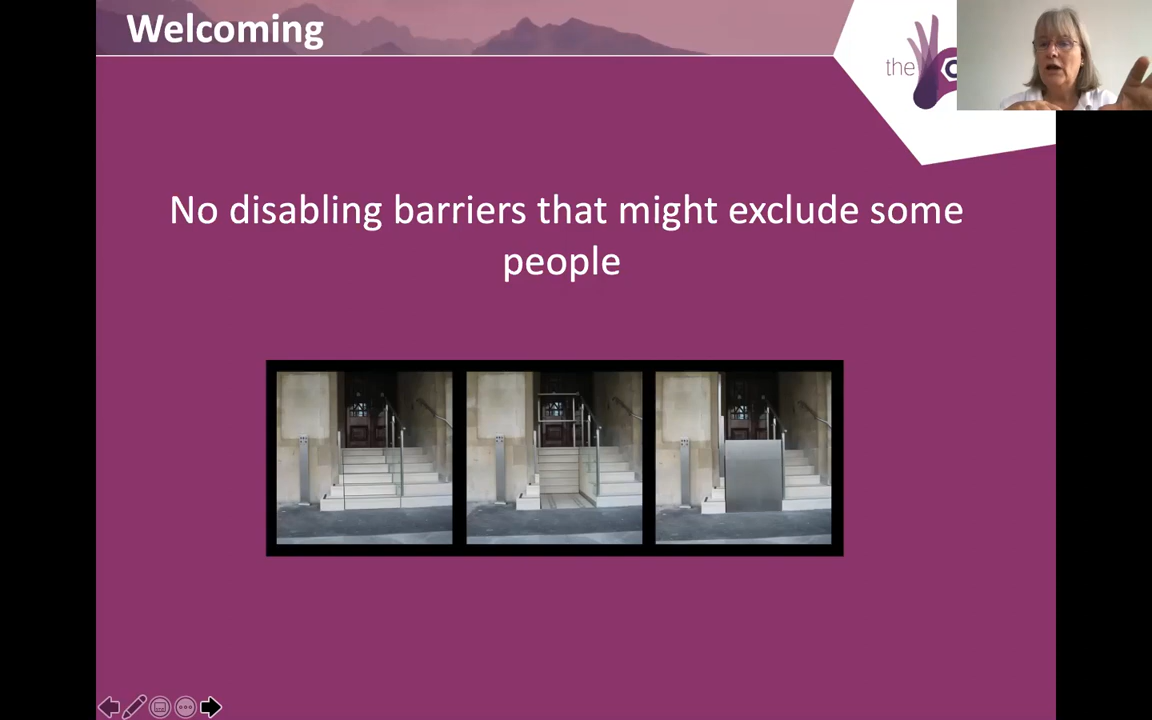 Welcoming
the
No disabling barriers that might exclude some
people